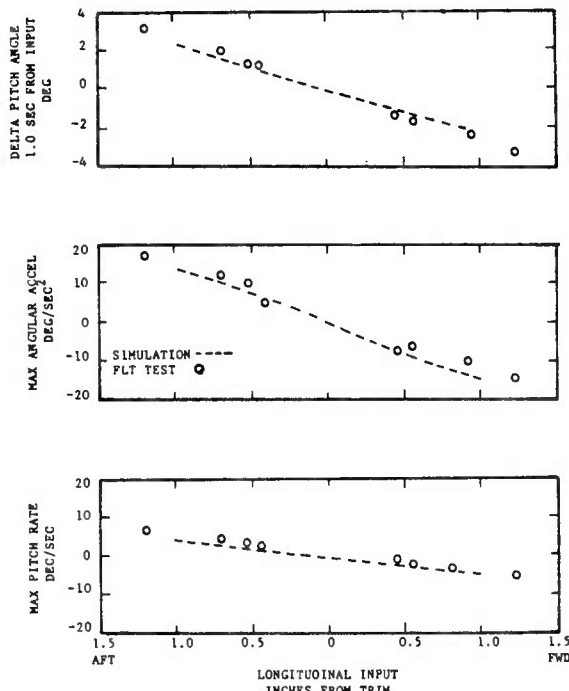 DELTA PITCH ANGLE
1.0 SEC FROM INPUT
DEG
4
2
0
-2
-4
MAX ANGULAR ACCEL
DEG/SEC2
20
10
0
-10
-20
SIMULATION ----
FLT TEST O
MAX PITCH RATE
DEC/SEC
20
10
0
-10
-20
1.5 1.0 0.5 0 0.5 1.0 1.5
AFT FWD
LONGITUOINAL INPUT
INCHES FROM TRIM